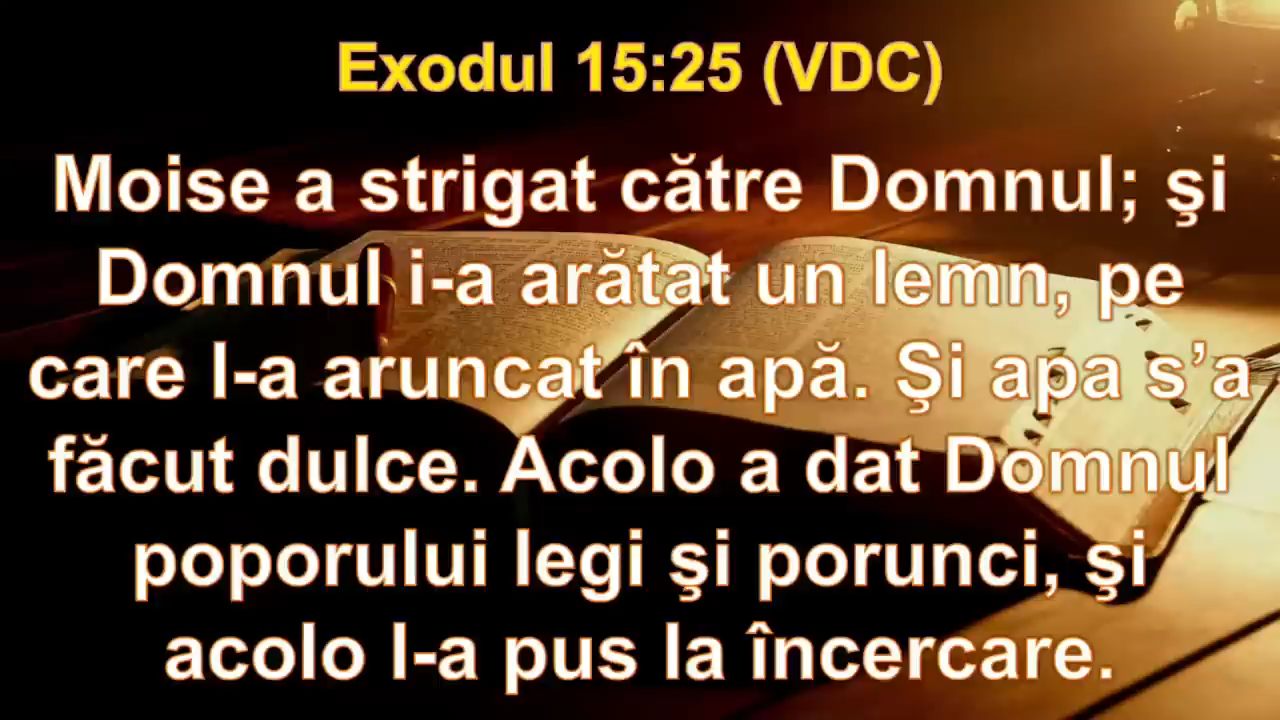 Exodul 15:25 (VDC)
Moise a strigat către Domnul; şi
Domnul i-a arătat un lemn, pe
care l-a aruncat în apă. Şi apa s’a
făcut dulce. Acolo a dat Domnul
poporului legi şi porunci, şi
acolo l-a pus la încercare.